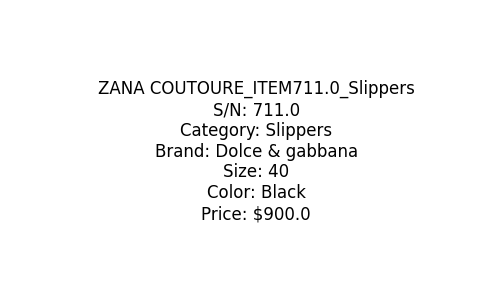 ZANA COUTOURE_ITEM711.0_Slippers
S/N: 711.0
Category: Slippers
Brand: Dolce & gabbana
Size: 40
Color: Black
Price: $900.0